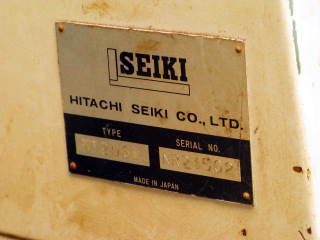 SEIKI
HITACHI SEIKI CO., LTD.
TYPE
SERIAL NO.
MADE IN JAPAN